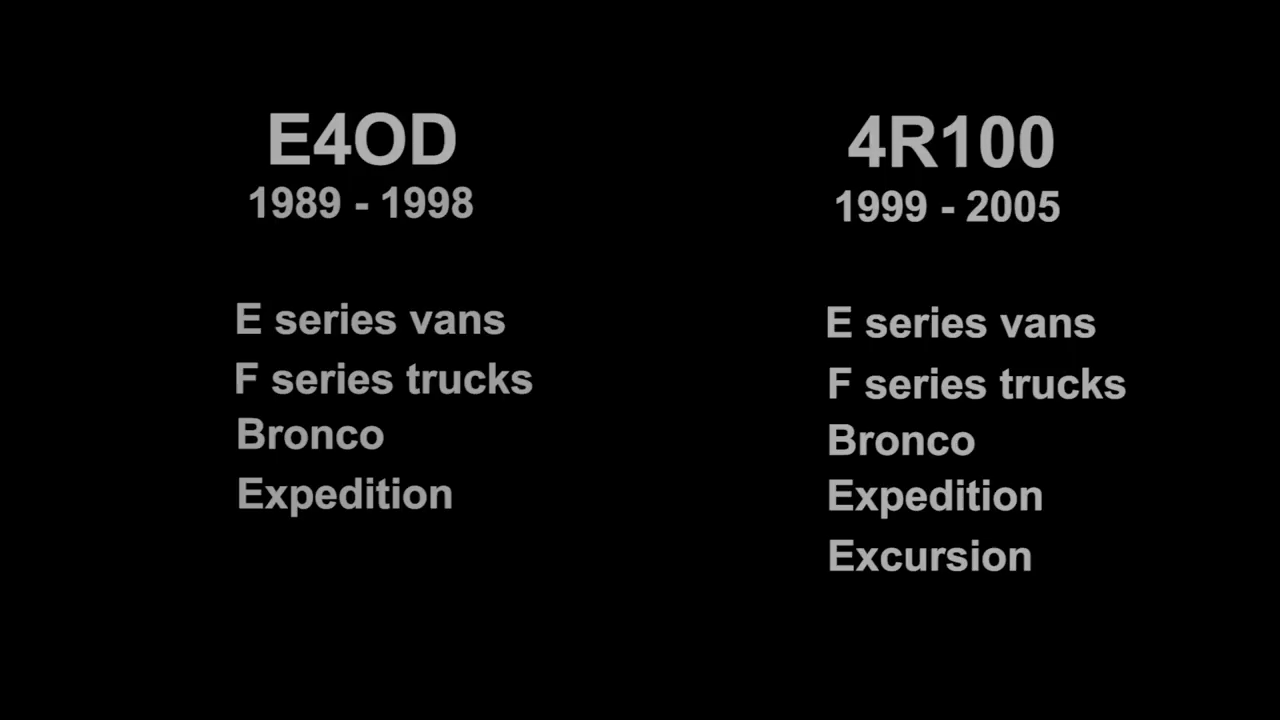 E4OD
1989 - 1998
E series vans
F series trucks
Bronco
Expedition
4R100
1999 - 2005
E series vans
F series trucks
Bronco
Expedition
Excursion